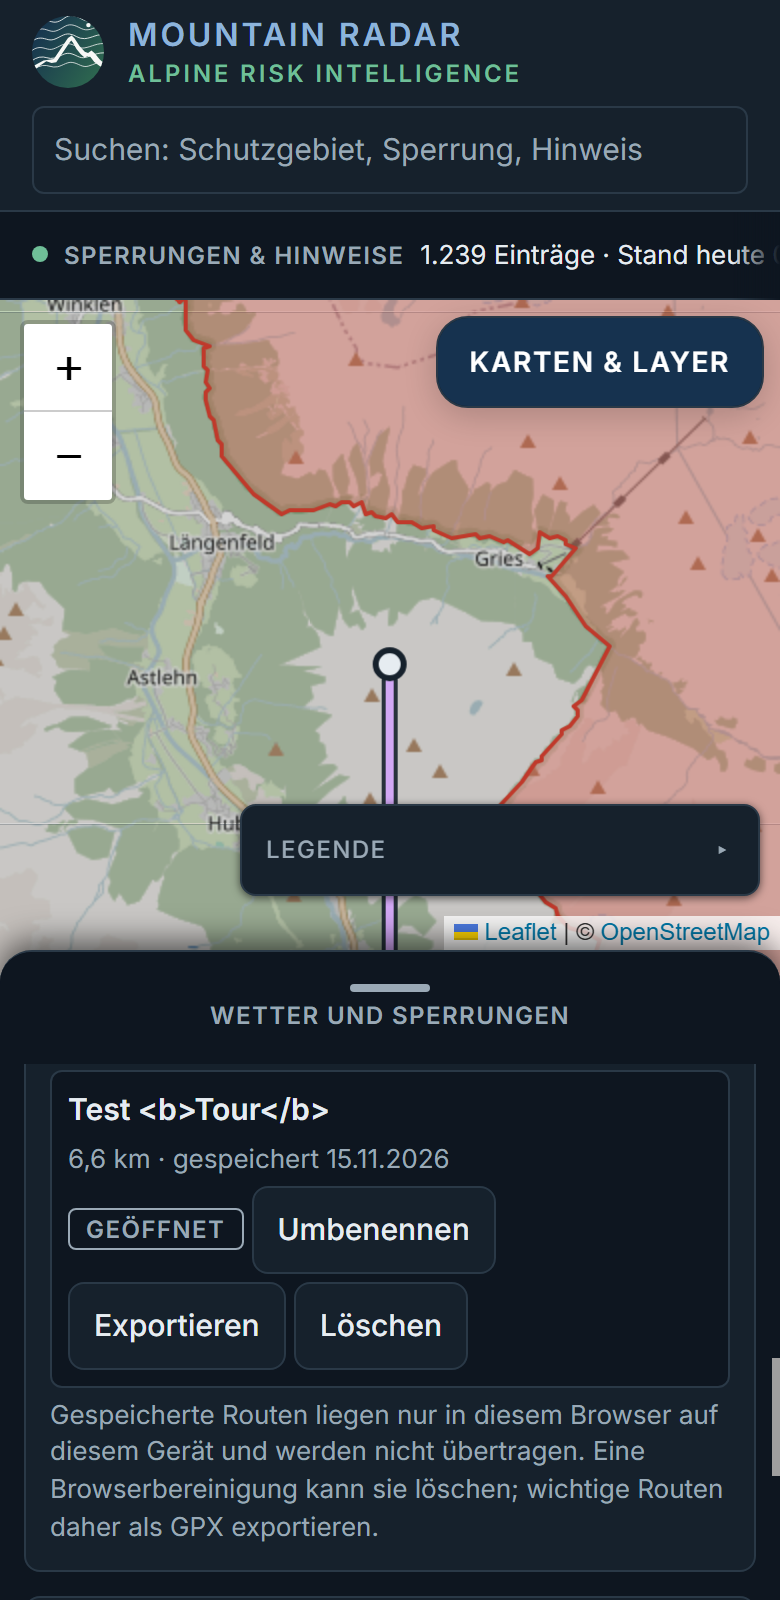 MOUNTAIN RADAR
ALPINE RISK INTELLIGENCE
Suchen: Schutzgebiet, Sperrung, Hinweis
SPERRUNGEN & HINWEISE 1.239 Einträge · Stand heute
Winklen
+
KARTEN & LAYER
−
Längenfeld
Gries
Astlehn
LEGENDE
Leaflet | © OpenStreetMap
WETTER UND SPERRUNGEN
Test <b>Tour</b>
6,6 km · gespeichert 15.11.2026
GEÖFFNET Umbenennen
Exportieren Löschen
Gespeicherte Routen liegen nur in diesem Browser auf
diesem Gerät und werden nicht übertragen. Eine
Browserbereinigung kann sie löschen; wichtige Routen
daher als GPX exportieren.